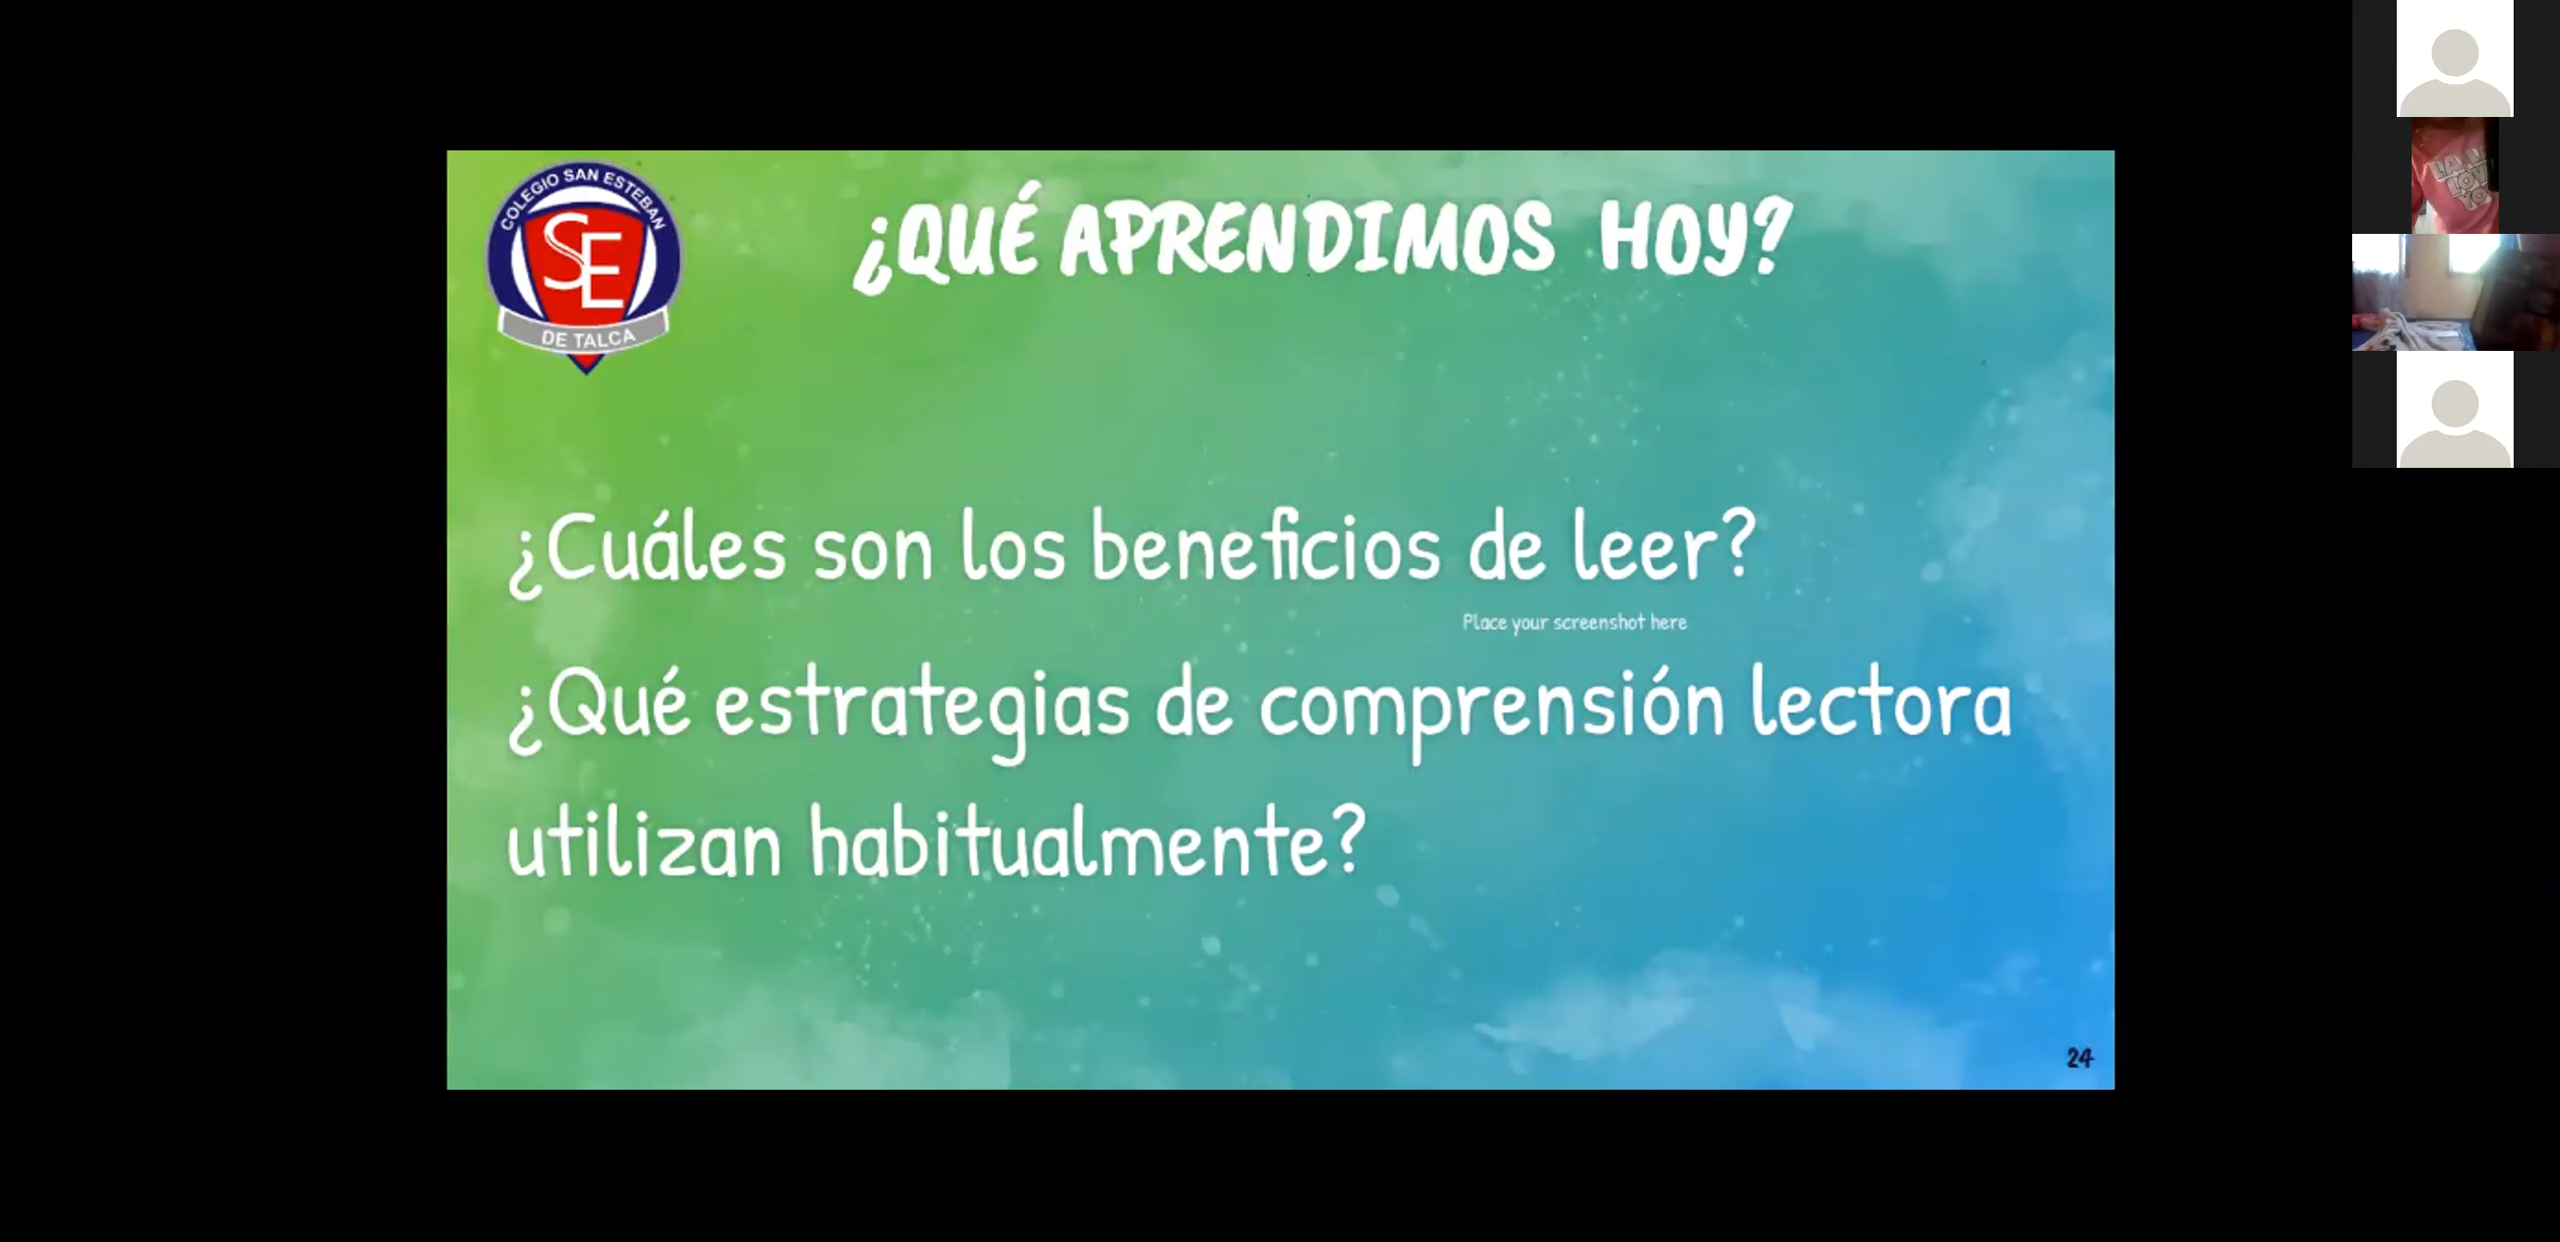 COLEGIO SAN ESTEBAN
SE
DE TALCA
¿QUÉ APRENDIMOS HOY?
¿Cuáles son los beneficios de leer?
Place your screenshot here
¿Qué estrategias de comprensión lectora
utilizan habitualmente?
24